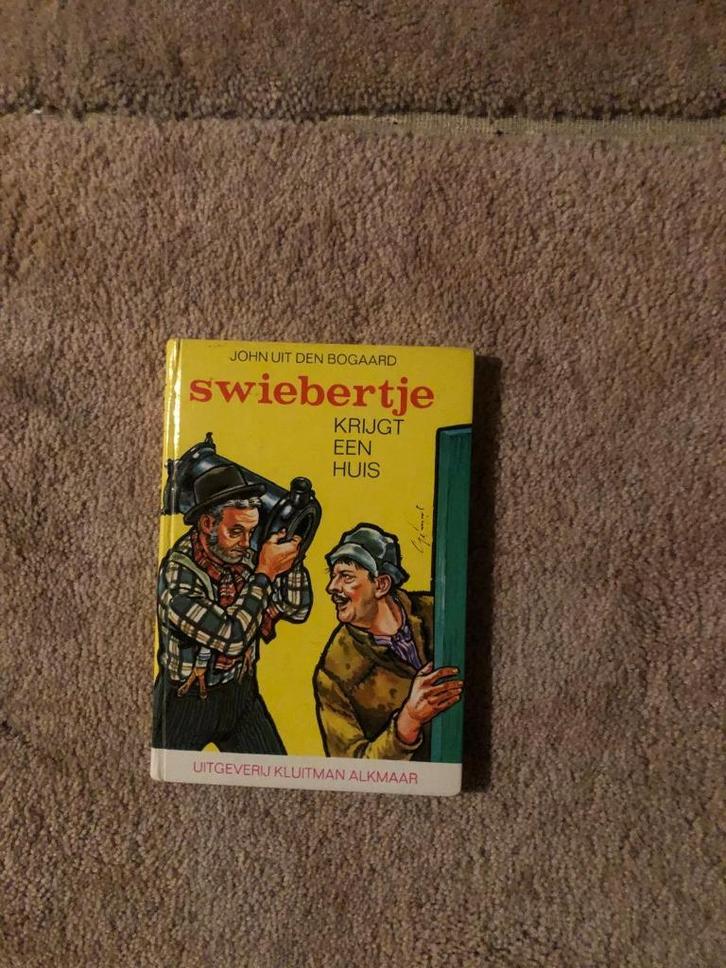 JOHN UIT DEN BOGAARD
swiebertje
KRIJGT
EEN
HUIS
UITGEVERIJ KLUITMAN ALKMAAR